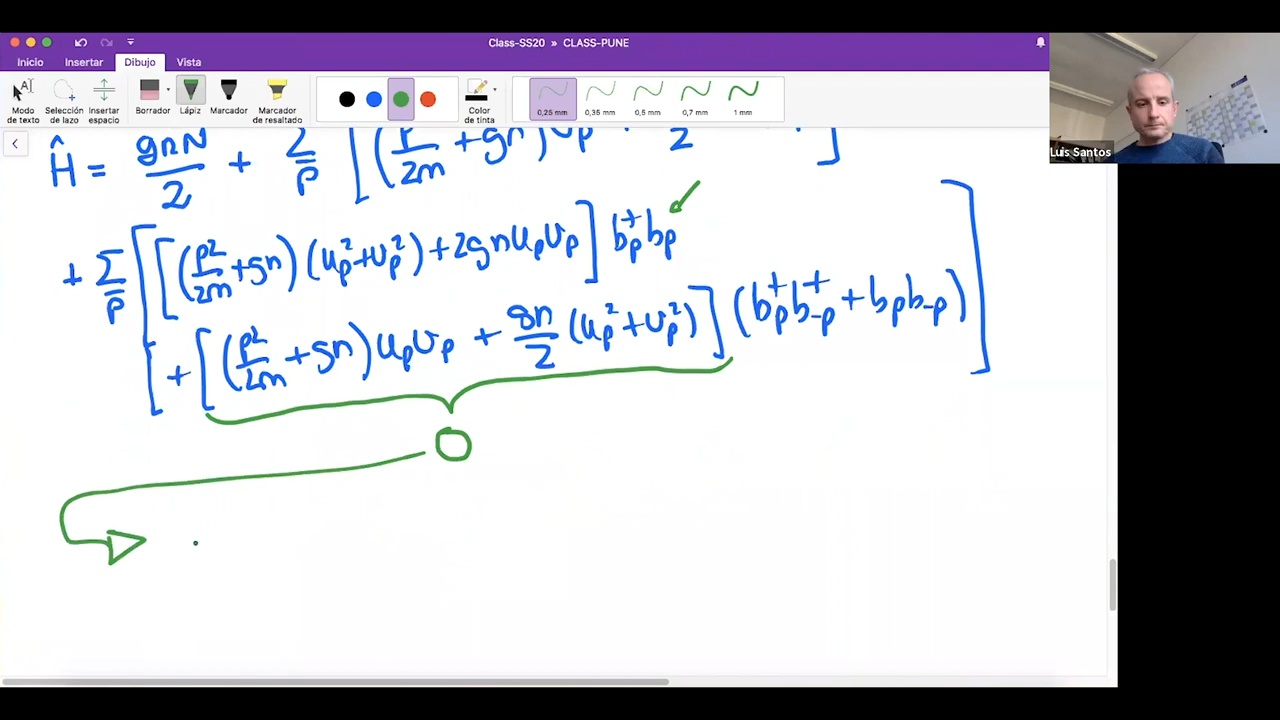 Class-SS20 » CLASS-PUNE
Inicio Insertar Dibujo Vista
Modo de texto
Selección de lazo
Insertar espacio
Borrador
Lápiz
Marcador
Marcador de resaltado
Color de tinta
0,25 mm
0,35 mm
0,5 mm
0,7 mm
1 mm
Luis Santos
Ĥ = gnN/2 + Σ_p̄ [(p/2m + gn) v_p 2 ]
+ Σ_p̄ [ [(p²/2m + gn)(u_p² + v_p²) + 2gn u_p v_p] b_p⁺ b_p
+ [(p²/2m + gn) u_p v_p + gn/2 (u_p² + v_p²)] (b_p⁺ b_-p⁺ + b_p b_-p) ]
0